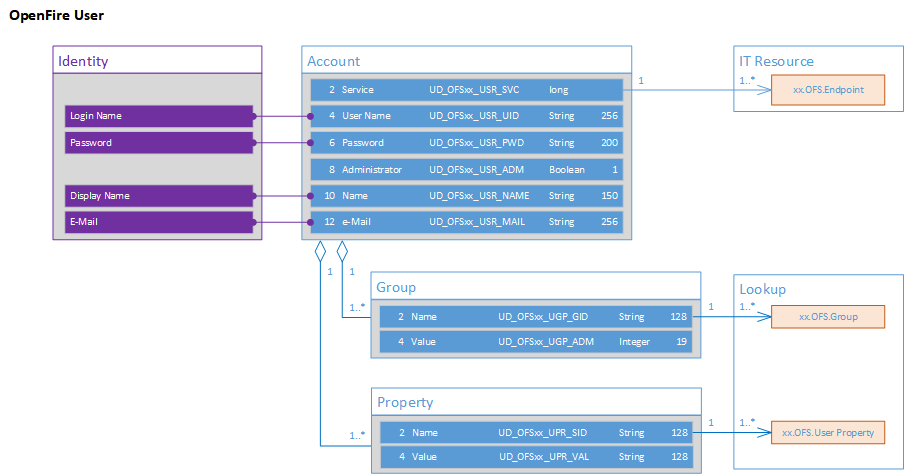 OpenFire User
Identity
Account
IT Resource
2 Service UD_OFSxx_USR_SVC long
1
1..*
xx.OFS.Endpoint
Login Name
4 User Name UD_OFSxx_USR_UID String 256
Password
6 Password UD_OFSxx_USR_PWD String 200
8 Administrator UD_OFSxx_USR_ADM Boolean 1
Display Name
10 Name UD_OFSxx_USR_NAME String 150
E-Mail
12 e-Mail UD_OFSxx_USR_MAIL String 256
1
1
1..*
Group
Lookup
2 Name UD_OFSxx_UGP_GID String 128
1
1..*
xx.OFS.Group
4 Value UD_OFSxx_UGP_ADM Integer 19
Property
1..*
2 Name UD_OFSxx_UPR_SID String 128
1
1..*
xx.OFS.User Property
4 Value UD_OFSxx_UPR_VAL String 128